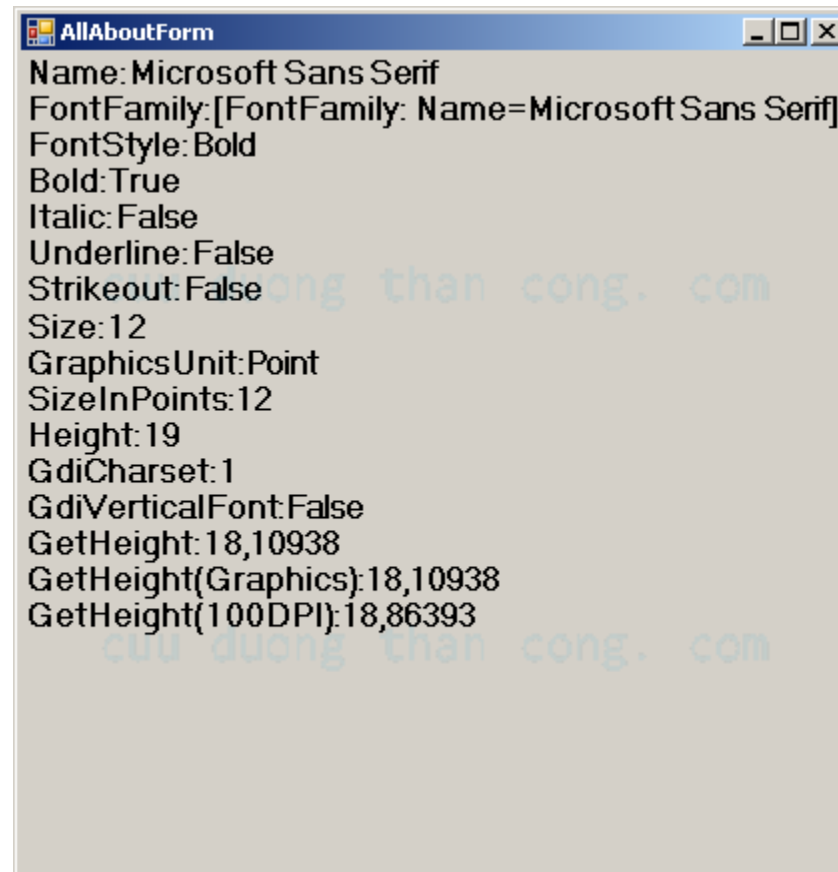 AllAboutForm
Name:Microsoft Sans Serif
FontFamily:[FontFamily: Name=Microsoft Sans Serif]
FontStyle:Bold
Bold:True
Italic:False
Underline:False
Strikeout:False
cuu duong than cong. com
Size:12
GraphicsUnit:Point
SizeInPoints:12
Height:19
GdiCharset:1
GdiVerticalFont:False
GetHeight:18,10938
GetHeight(Graphics):18,10938
GetHeight(100DPI):18,86393
cuu duong than cong. com